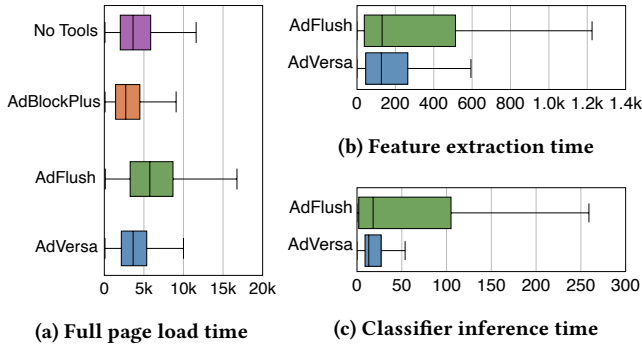 No Tools
AdBlockPlus
AdFlush
AdVersa
0 5k 10k 15k 20k
(a) Full page load time
AdFlush
AdVersa
0 200 400 600 800 1.0k 1.2k 1.4k
(b) Feature extraction time
AdFlush
AdVersa
0 50 100 150 200 250 300
(c) Classifier inference time